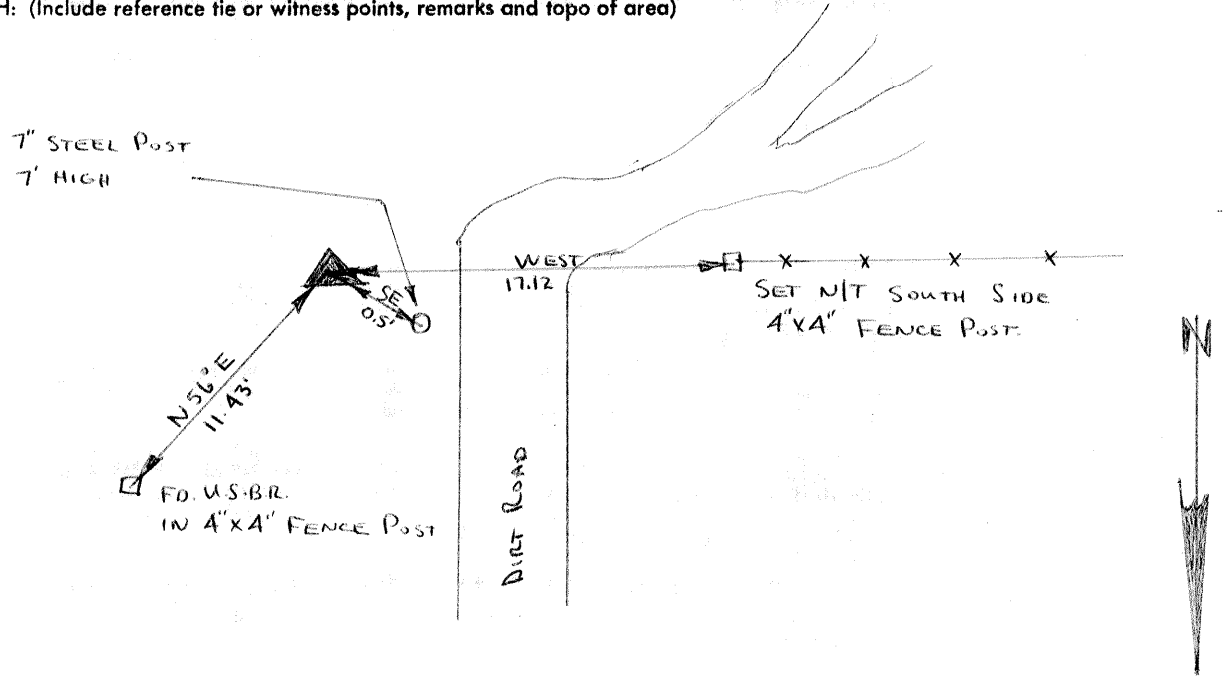 H: (Include reference tie or witness points, remarks and topo of area)
7" STEEL POST
7' HIGH
WEST
17.12
SE
0.5'
SET N/T SOUTH SIDE
4"X4" FENCE POST
N 56° E
11.43'
N
FD. U.S.B.R.
IN 4"X4" FENCE POST
DIRT ROAD